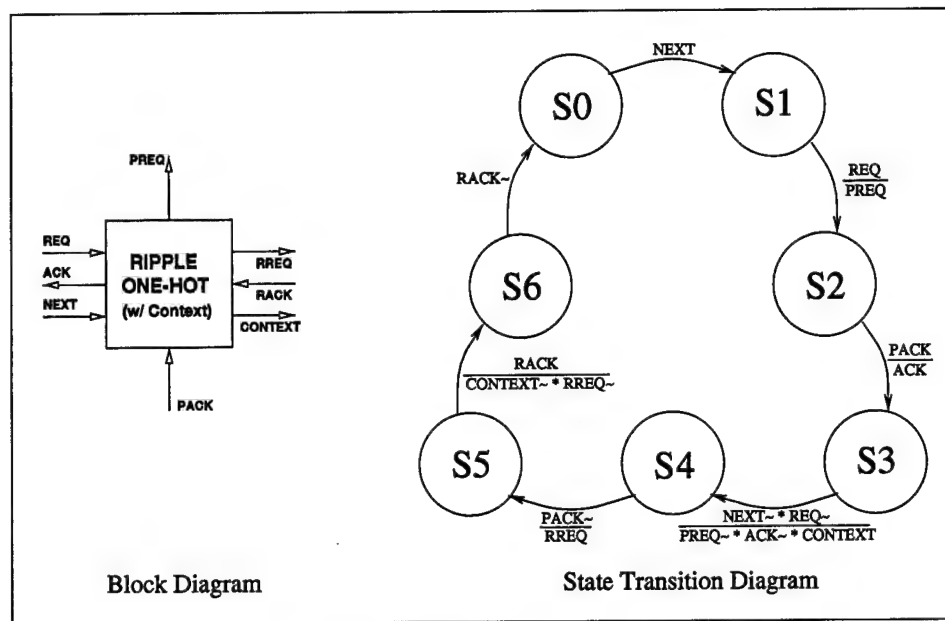 PREQ
REQ
ACK
NEXT
RIPPLE
ONE-HOT
(w/ Context)
RREQ
RACK
CONTEXT
PACK
Block Diagram
NEXT
S0
S1
RACK~
REQ
PREQ
S6
S2
RACK
CONTEXT~ * RREQ~
PACK
ACK
S5
S4
S3
PACK~
RREQ
NEXT~ * REQ~
PREQ~ * ACK~ * CONTEXT
State Transition Diagram